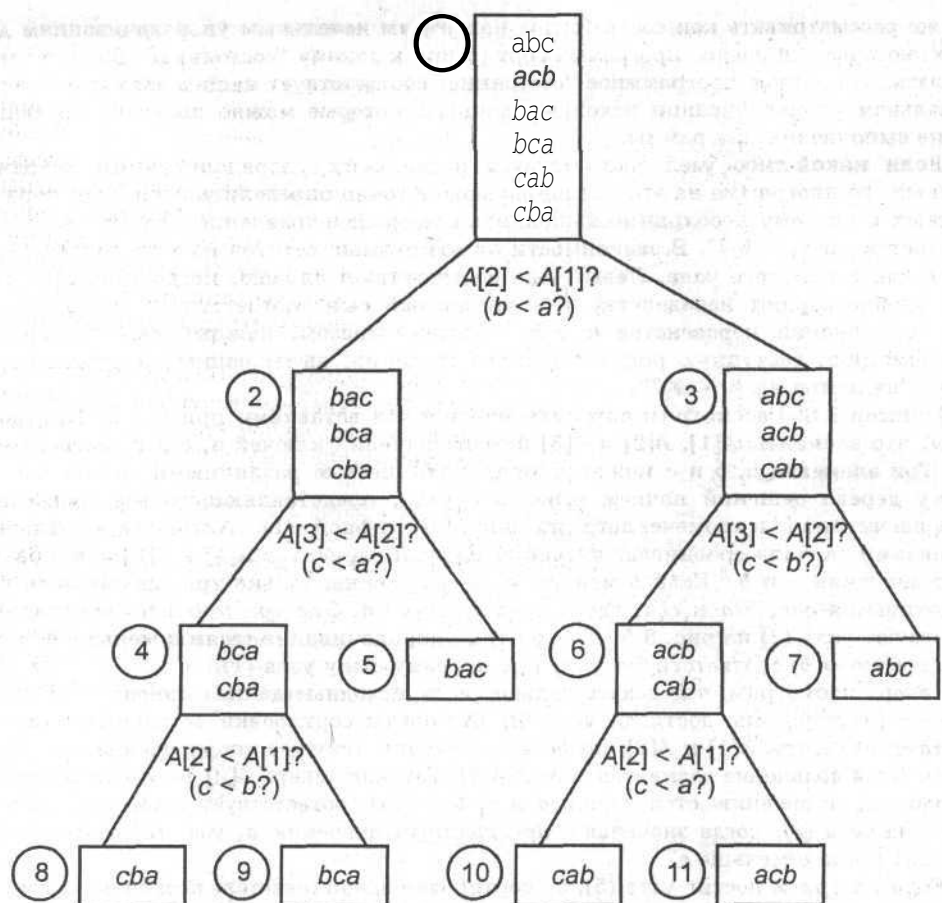 abc
acb
bac
bca
cab
cba
A[2] < A[1]?
(b < a?)
2
bac
bca
cba
3
abc
acb
cab
A[3] < A[2]?
(c < a?)
A[3] < A[2]?
(c < b?)
4
bca
cba
5
bac
6
acb
cab
7
abc
A[2] < A[1]?
(c < b?)
A[2] < A[1]?
(c < a?)
8
cba
9
bca
10
cab
11
acb